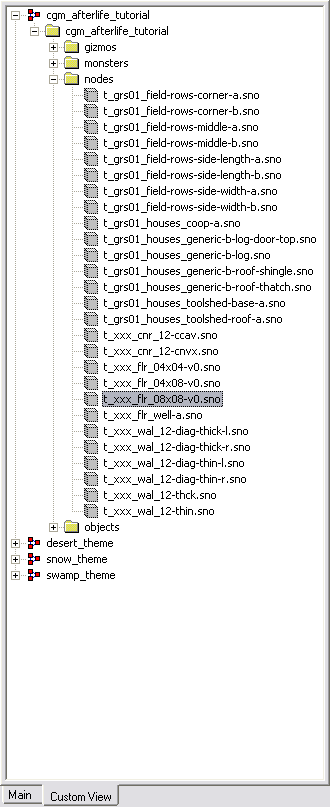 cgm_afterlife_tutorial
cgm_afterlife_tutorial
gizmos
monsters
nodes
t_grs01_field-rows-corner-a.sno
t_grs01_field-rows-corner-b.sno
t_grs01_field-rows-middle-a.sno
t_grs01_field-rows-middle-b.sno
t_grs01_field-rows-side-length-a.sno
t_grs01_field-rows-side-length-b.sno
t_grs01_field-rows-side-width-a.sno
t_grs01_field-rows-side-width-b.sno
t_grs01_houses_coop-a.sno
t_grs01_houses_generic-b-log-door-top.sno
t_grs01_houses_generic-b-log.sno
t_grs01_houses_generic-b-roof-shingle.sno
t_grs01_houses_generic-b-roof-thatch.sno
t_grs01_houses_toolshed-base-a.sno
t_grs01_houses_toolshed-roof-a.sno
t_xxx_cnr_12-ccav.sno
t_xxx_cnr_12-cnvx.sno
t_xxx_flr_04x04-v0.sno
t_xxx_flr_04x08-v0.sno
t_xxx_flr_08x08-v0.sno
t_xxx_flr_well-a.sno
t_xxx_wal_12-diag-thick-l.sno
t_xxx_wal_12-diag-thick-r.sno
t_xxx_wal_12-diag-thin-l.sno
t_xxx_wal_12-diag-thin-r.sno
t_xxx_wal_12-thck.sno
t_xxx_wal_12-thin.sno
objects
desert_theme
snow_theme
swamp_theme
Main Custom View